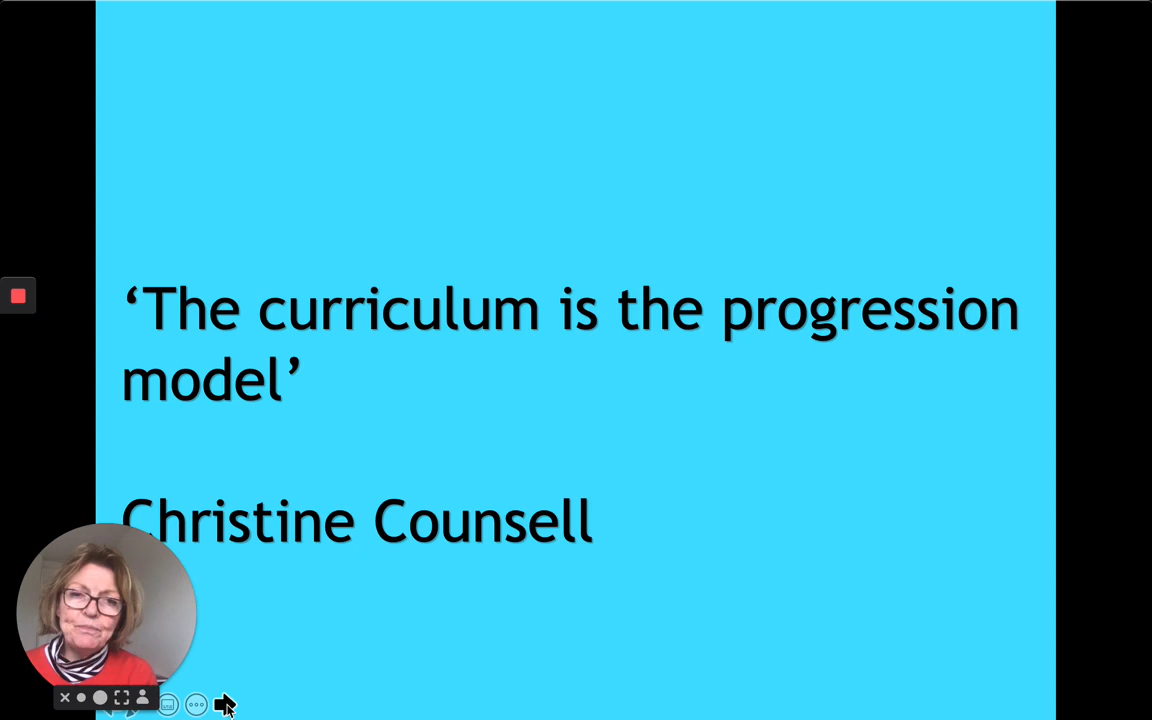 ‘The curriculum is the progression
model’
Christine Counsell